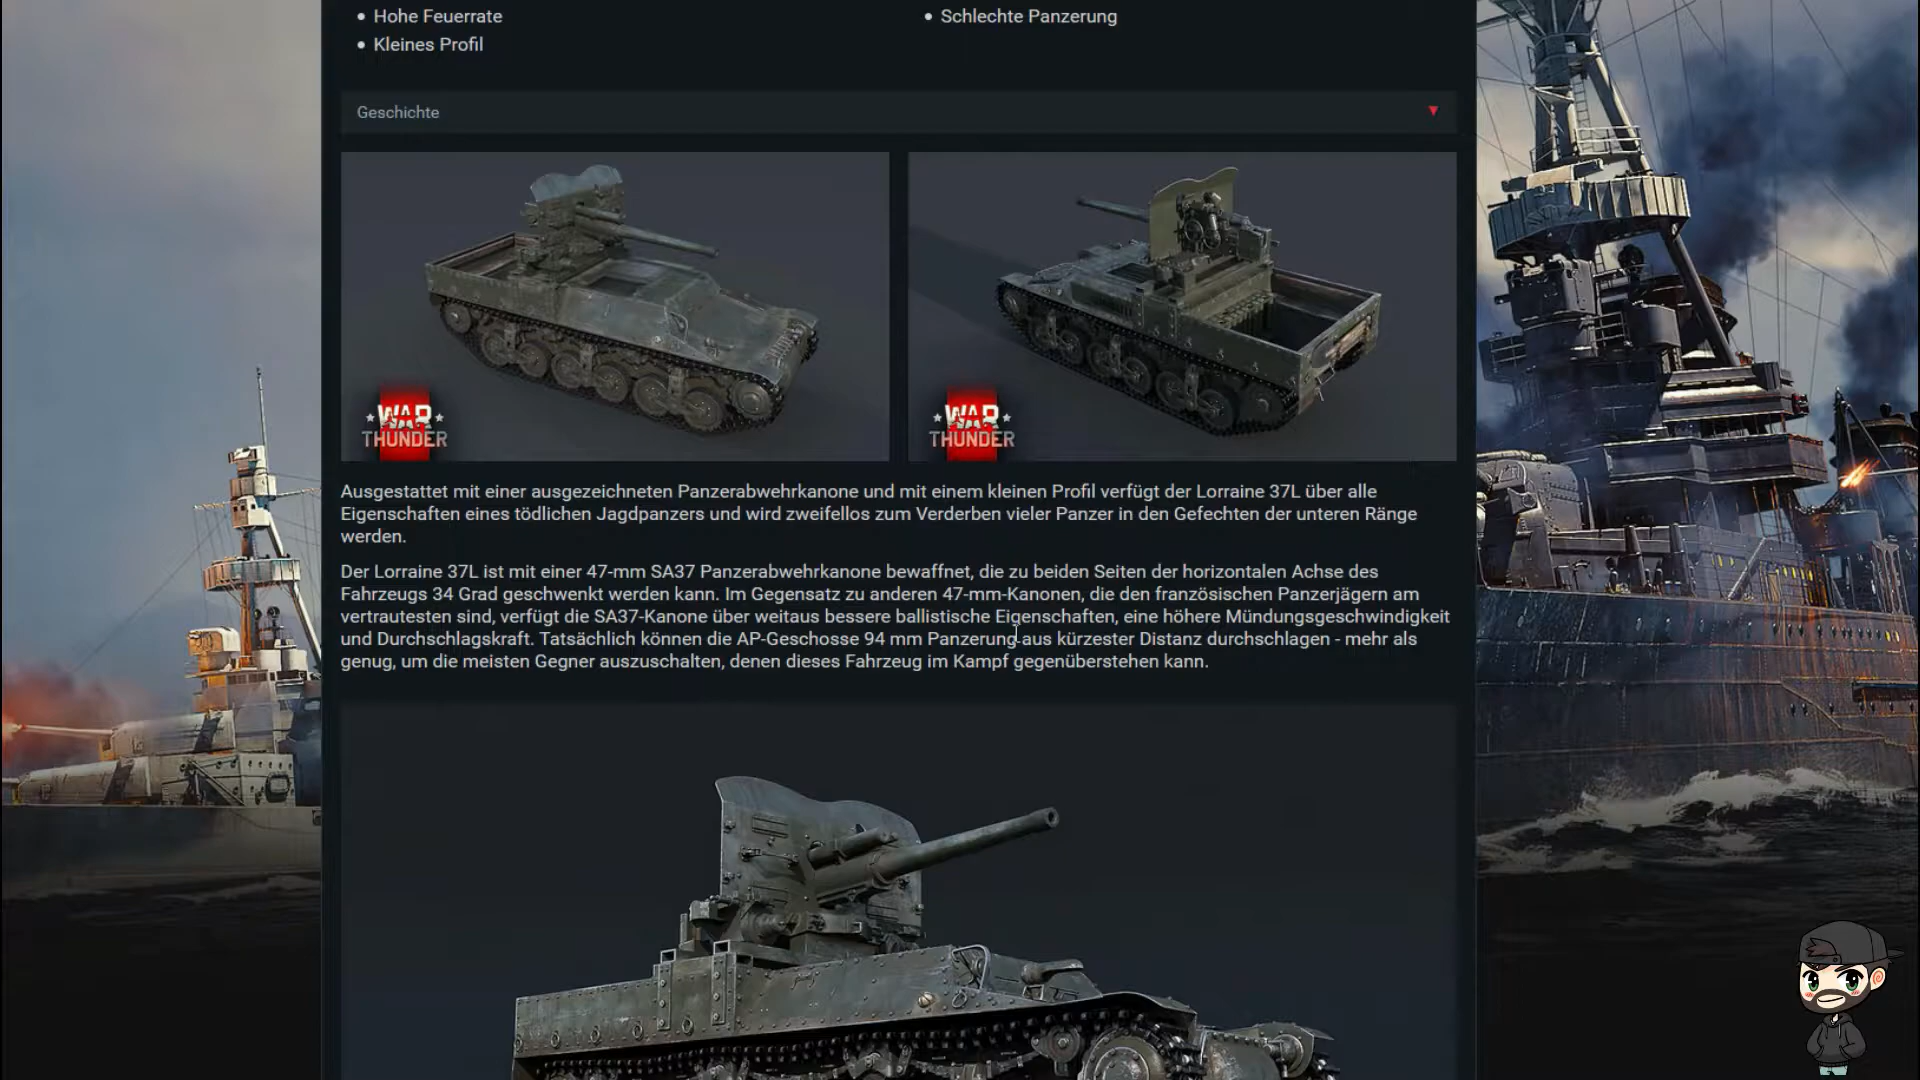 Hohe Feuerrate
Schlechte Panzerung
Kleines Profil
Geschichte
WAR
THUNDER
WAR
THUNDER
Ausgestattet mit einer ausgezeichneten Panzerabwehrkanone und mit einem kleinen Profil verfügt der Lorraine 37L über alle
Eigenschaften eines tödlichen Jagdpanzers und wird zweifellos zum Verderben vieler Panzer in den Gefechten der unteren Ränge
werden.
Der Lorraine 37L ist mit einer 47-mm SA37 Panzerabwehrkanone bewaffnet, die zu beiden Seiten der horizontalen Achse des
Fahrzeugs 34 Grad geschwenkt werden kann. Im Gegensatz zu anderen 47-mm-Kanonen, die den französischen Panzerjägern am
vertrautesten sind, verfügt die SA37-Kanone über weitaus bessere ballistische Eigenschaften, eine höhere Mündungsgeschwindigkeit
und Durchschlagskraft. Tatsächlich können die AP-Geschosse 94 mm Panzerung aus kürzester Distanz durchschlagen - mehr als
genug, um die meisten Gegner auszuschalten, denen dieses Fahrzeug im Kampf gegenüberstehen kann.